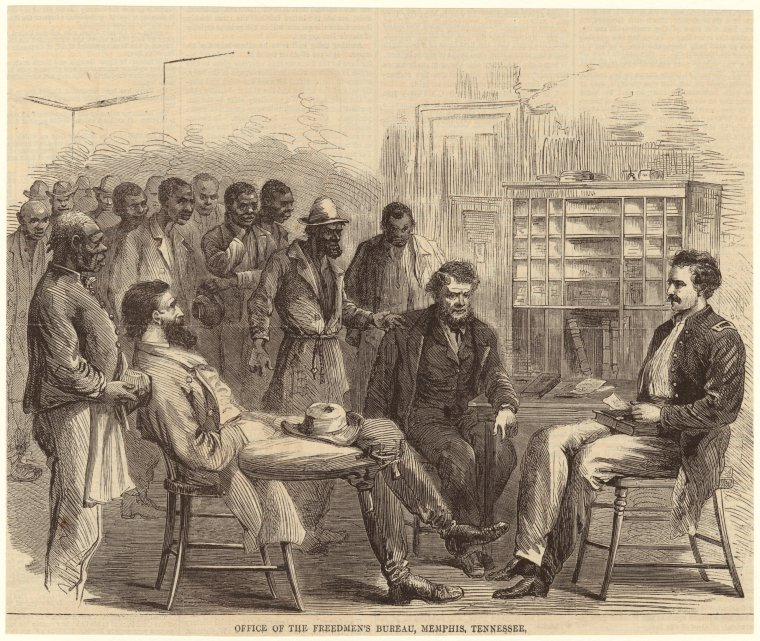 OFFICE OF THE FREEDMEN'S BUREAU, MEMPHIS, TENNESSEE,